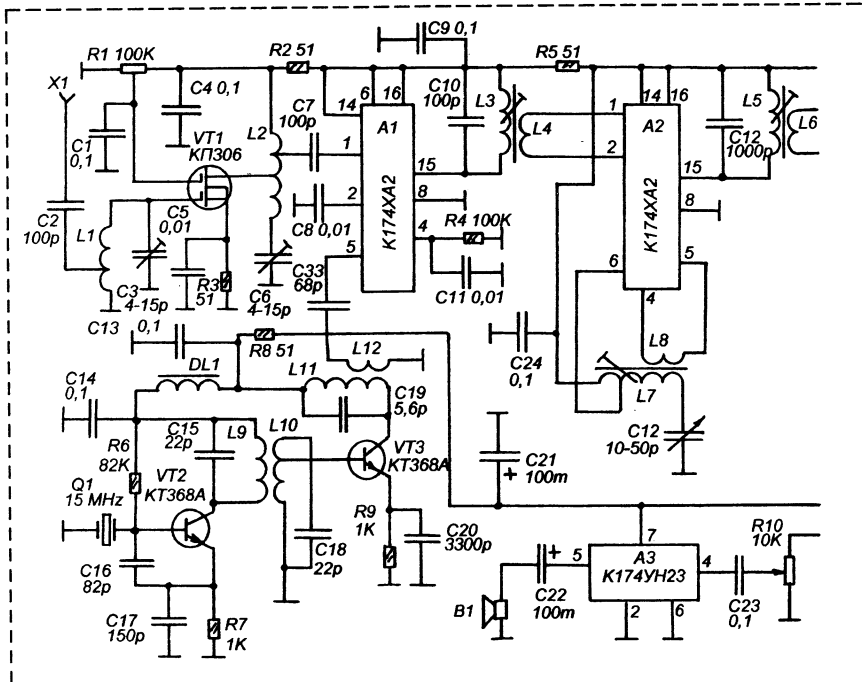 C9 0,1
R1 100K
R2 51
R5 51
X1
C4 0,1
6
16
14
C10
100p
L3
L4
14
16
L5
L6
C7
100p
A1
1
A2
C1
0,1
VT1
КП306
L2
1
2
C12
1000p
15
15
C2
100p
L1
C5
0,01
2
C8 0,01
К174ХА2
8
4
R4 100K
К174ХА2
8
C3
4-15p
R3
51
C6
4-15p
C33
68p
5
C11 0,01
6
5
4
C13
0,1
R8 51
L12
C24
0,1
L8
L7
DL1
L11
C19
5,6p
C14
0,1
C15
22p
L9
L10
C12
10-50p
R6
82K
VT3
КТ368А
C21
100m
+
Q1
15 MHz
VT2
КТ368А
R9
1K
C20
3300p
7
R10
10K
C16
82p
C18
22p
+
5
A3
К174УН23
4
C17
150p
R7
1K
B1
C22
100m
2
6
C23
0,1